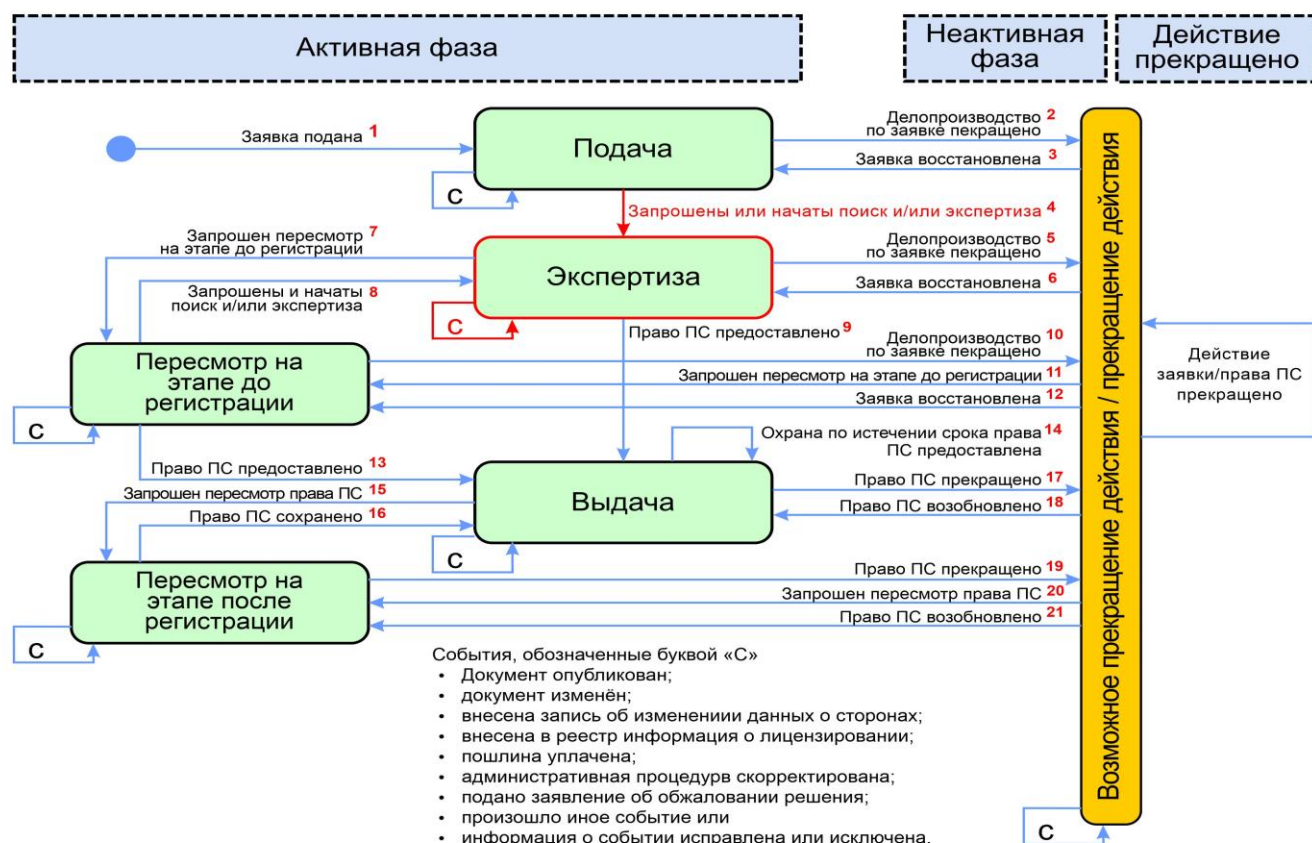 Активная фаза
Неактивная
фаза
Действие
прекращено
Заявка подана 1
Подача
Делопроизводство 2
по заявке пекращено
Заявка восстановлена 3
С
Запрошены или начаты поиск и/или экспертиза 4
Запрошен пересмотр 7
на этапе до регистрации
Экспертиза
Делопроизводство 5
по заявке пекращено
Заявка восстановлена 6
Запрошены и начаты 8
поиск и/или экспертиза
С
Право ПС предоставлено 9
Пересмотр на
этапе до
регистрации
Делопроизводство 10
по заявке пекращено
Запрошен пересмотр на этапе до регистрации 11
Заявка восстановлена 12
С
Действие
заявки/права ПС
прекращено
Охрана по истечении срока права 14
ПС предоставлена
Право ПС предоставлено 13
Запрошен пересмотр права ПС 15
Право ПС сохранено 16
Выдача
Право ПС прекращено 17
Право ПС возобновлено 18
С
Пересмотр на
этапе после
регистрации
Право ПС прекращено 19
Запрошен пересмотр права ПС 20
Право ПС возобновлено 21
С
Возможное прекращение действия / прекращение действия
С
События, обозначенные буквой «С»
• Документ опубликован;
• документ изменён;
• внесена запись об изменениии данных о сторонах;
• внесена в реестр информация о лицензировании;
• пошлина уплачена;
• административная процедурв скорректирована;
• подано заявление об обжаловании решения;
• произошло иное событие или
• информация о событии исправлена или исключена.